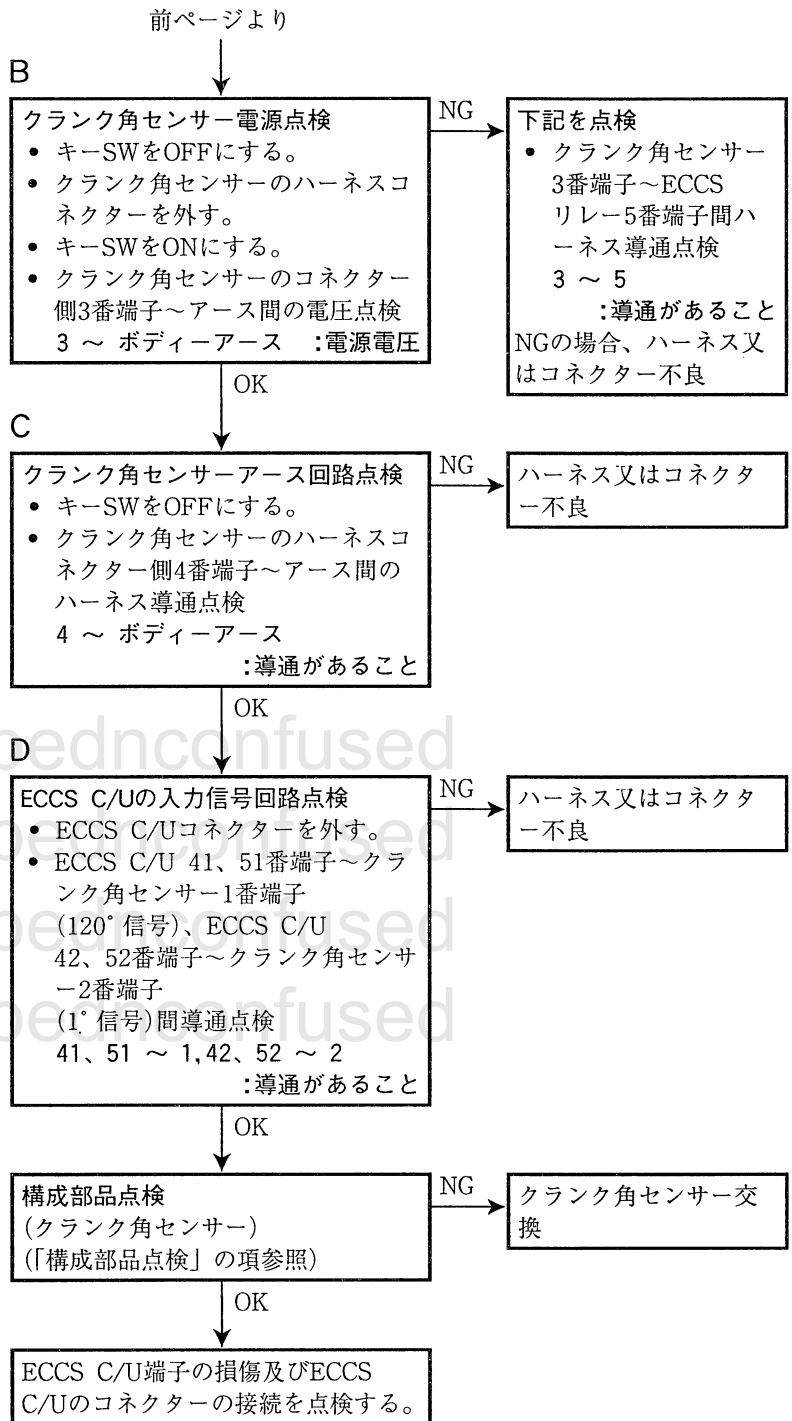 前ページより
B
クランク角センサー電源点検
• キーSWをOFFにする。
• クランク角センサーのハーネスコ
ネクターを外す。
• キーSWをONにする。
• クランク角センサーのコネクター
側3番端子～アース間の電圧点検
3 ～ ボディーアース :電源電圧
NG
下記を点検
• クランク角センサー
3番端子～ECCS
リレー5番端子間ハ
ーネス導通点検
3 ～ 5
:導通があること
NGの場合、ハーネス又
はコネクター不良
OK
C
クランク角センサーアース回路点検
• キーSWをOFFにする。
• クランク角センサーのハーネスコ
ネクター側4番端子～アース間の
ハーネス導通点検
4 ～ ボディーアース
:導通があること
NG
ハーネス又はコネクタ
ー不良
OK
D
ECCS C/Uの入力信号回路点検
• ECCS C/Uコネクターを外す。
• ECCS C/U 41、51番端子～クラ
ンク角センサー1番端子
(120°信号)、ECCS C/U
42、52番端子～クランク角センサ
ー2番端子
(1°信号)間導通点検
41、51 ～ 1,42、52 ～ 2
:導通があること
NG
ハーネス又はコネクタ
ー不良
OK
構成部品点検
(クランク角センサー)
(「構成部品点検」の項参照)
NG
クランク角センサー交
換
OK
ECCS C/U端子の損傷及びECCS
C/Uのコネクターの接続を点検する。
pednconfused
pednconfused
pednconfused
pednconfused